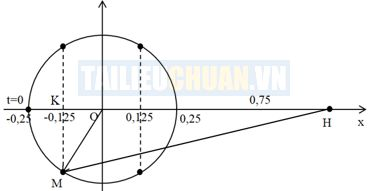 TAILIEUCHUAN.VN
t=0
K
O
0,75
-0,25
-0,125
0,125
0,25
H
x
M